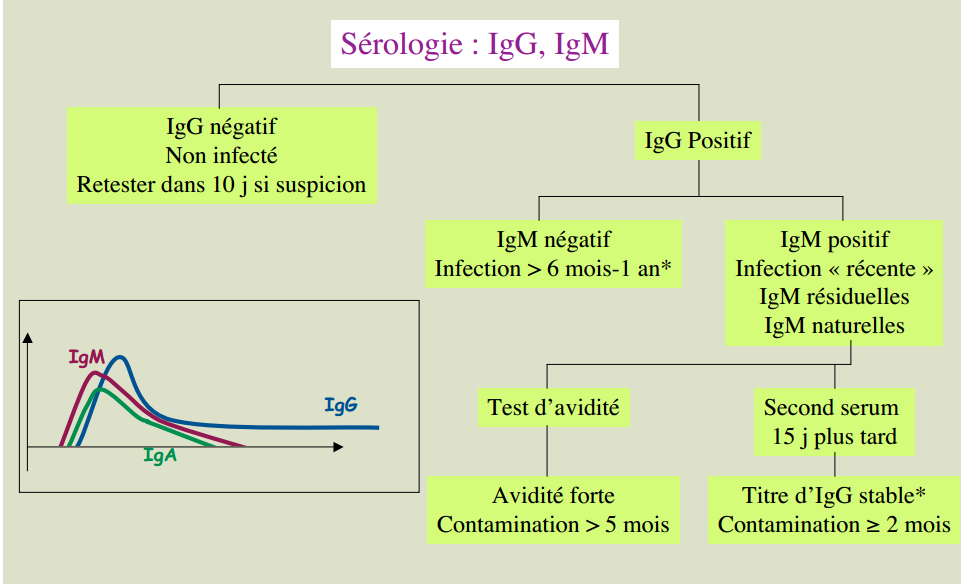 Sérologie : IgG, IgM
IgG négatif
Non infecté
Retester dans 10 j si suspicion
IgG Positif
IgM négatif
Infection > 6 mois-1 an*
IgM positif
Infection « récente »
IgM résiduelles
IgM naturelles
IgM
IgG
IgA
Test d’avidité
Second serum
15 j plus tard
Avidité forte
Contamination > 5 mois
Titre d’IgG stable*
Contamination ≥ 2 mois